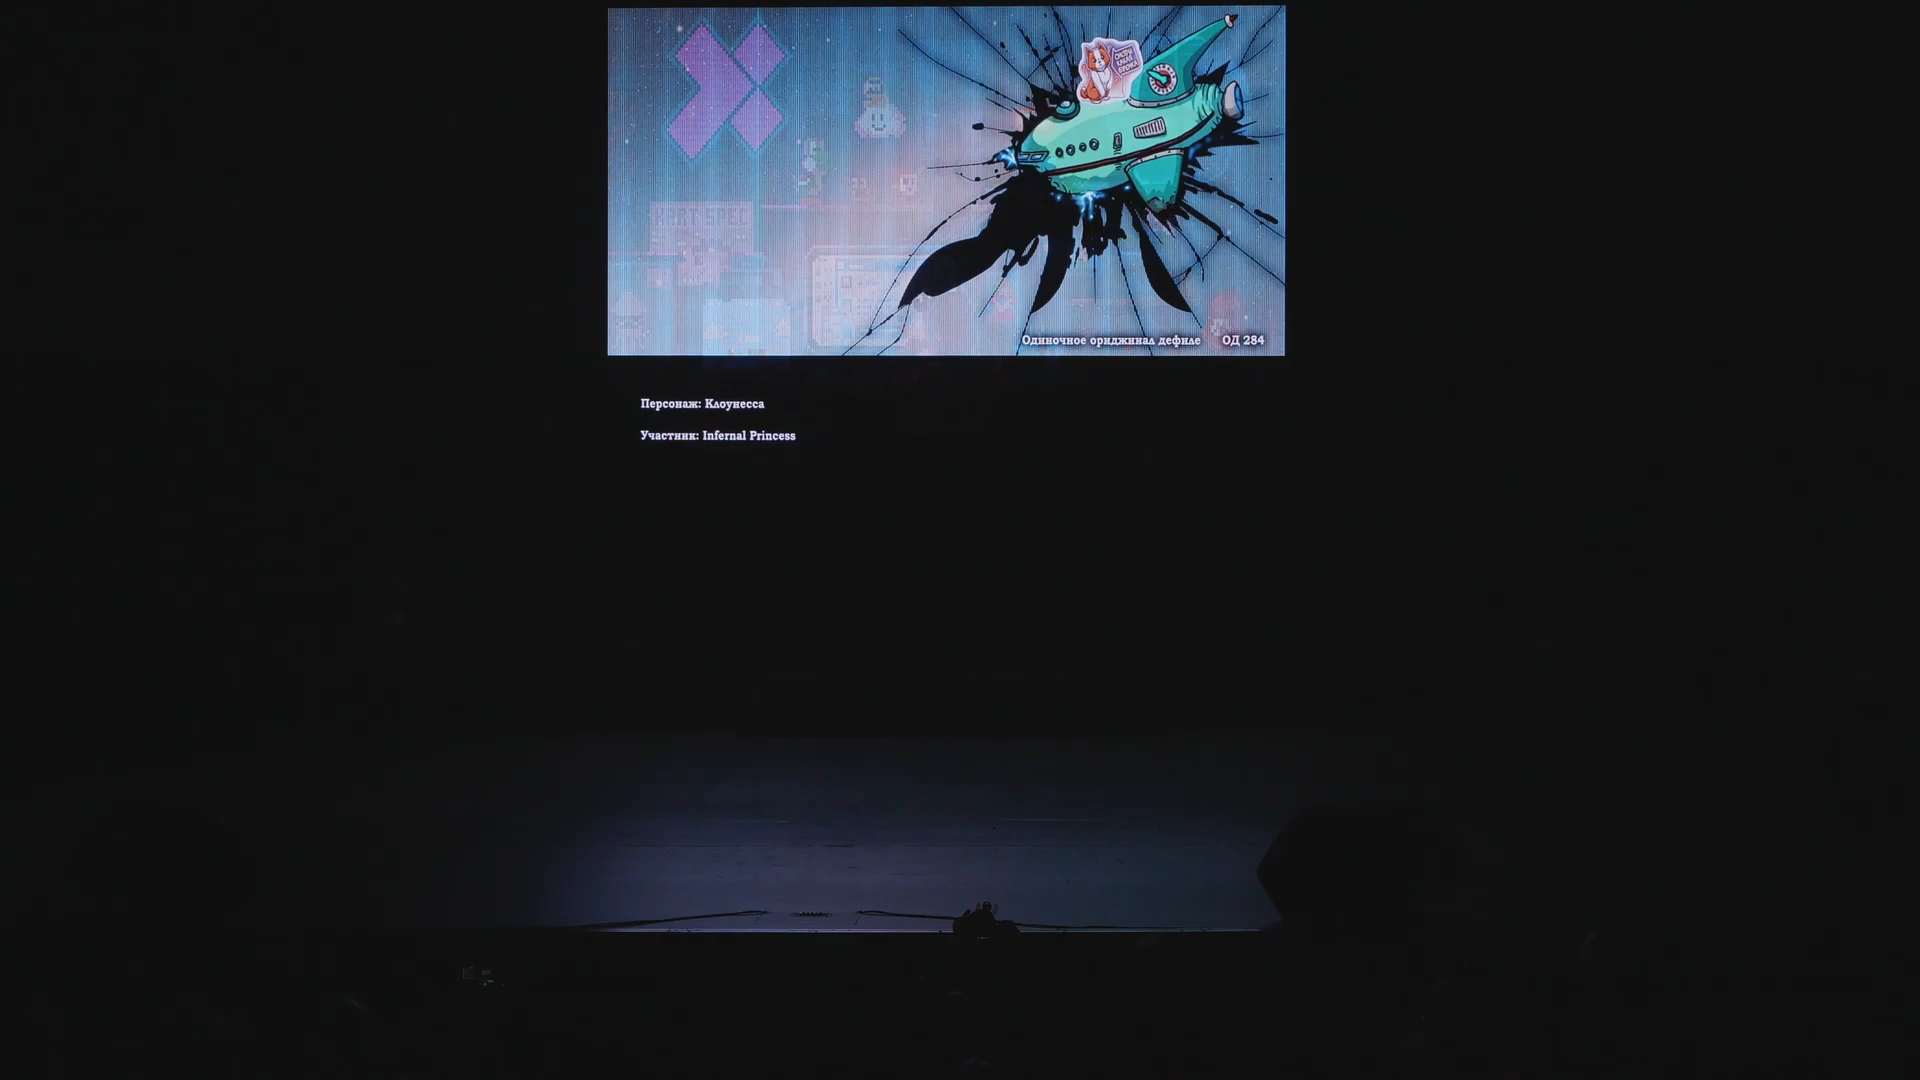 Одиночное ориджинал дефиле ОД 284
Персонаж: Клоунесса
Участник: Infernal Princess